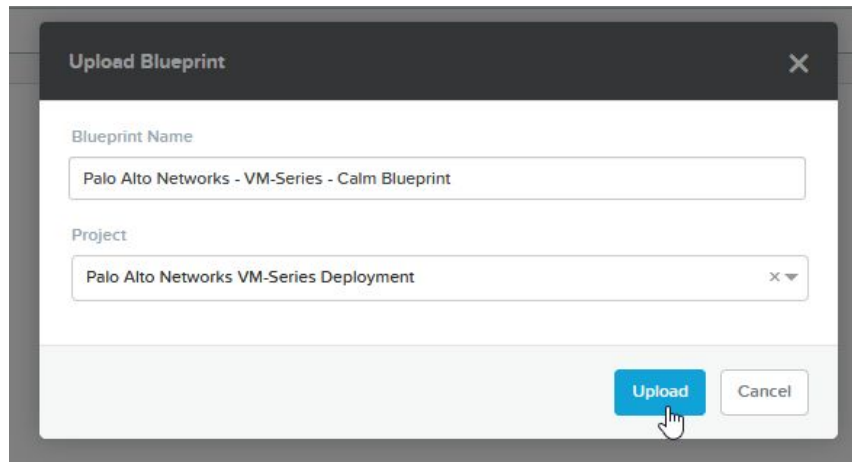 Upload Blueprint
Blueprint Name
Palo Alto Networks - VM-Series - Calm Blueprint
Project
Palo Alto Networks VM-Series Deployment
Upload
Cancel